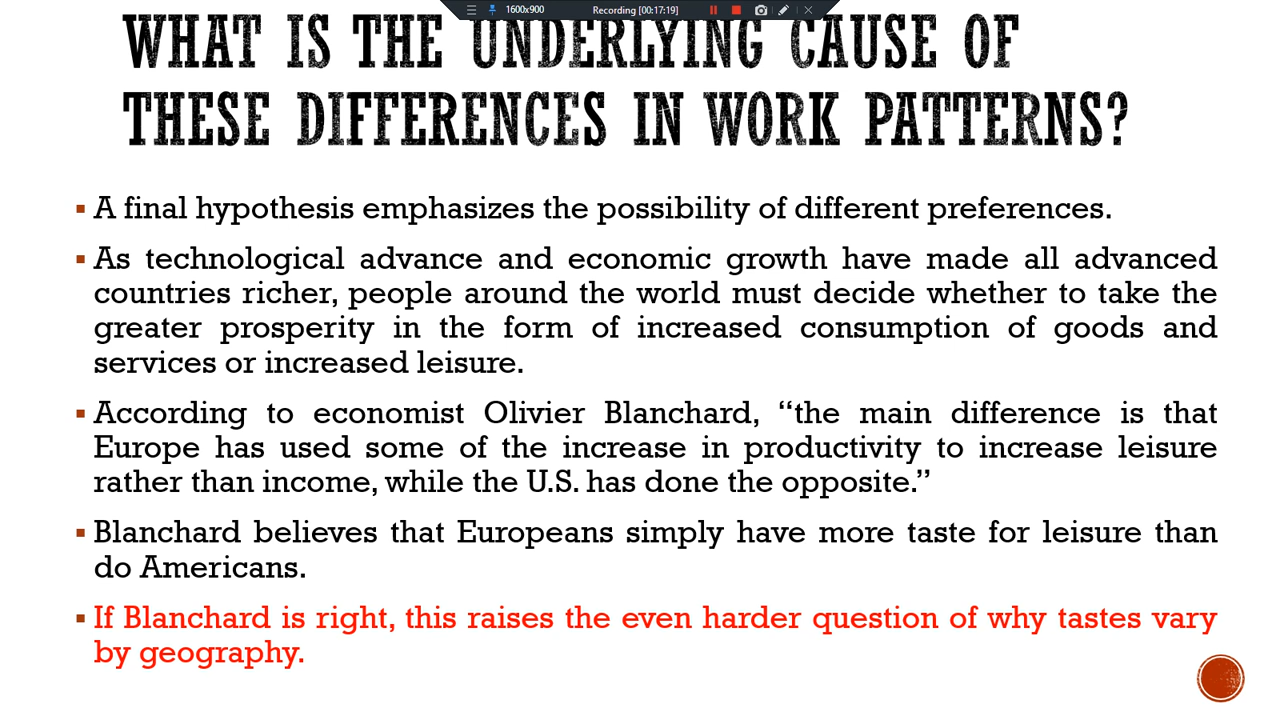 1600x900 Recording [00:17:19]
WHAT IS THE UNDERLYING CAUSE OF
THESE DIFFERENCES IN WORK PATTERNS?
A final hypothesis emphasizes the possibility of different preferences.
As technological advance and economic growth have made all advanced
countries richer, people around the world must decide whether to take the
greater prosperity in the form of increased consumption of goods and
services or increased leisure.
According to economist Olivier Blanchard, “the main difference is that
Europe has used some of the increase in productivity to increase leisure
rather than income, while the U.S. has done the opposite.”
Blanchard believes that Europeans simply have more taste for leisure than
do Americans.
If Blanchard is right, this raises the even harder question of why tastes vary
by geography.